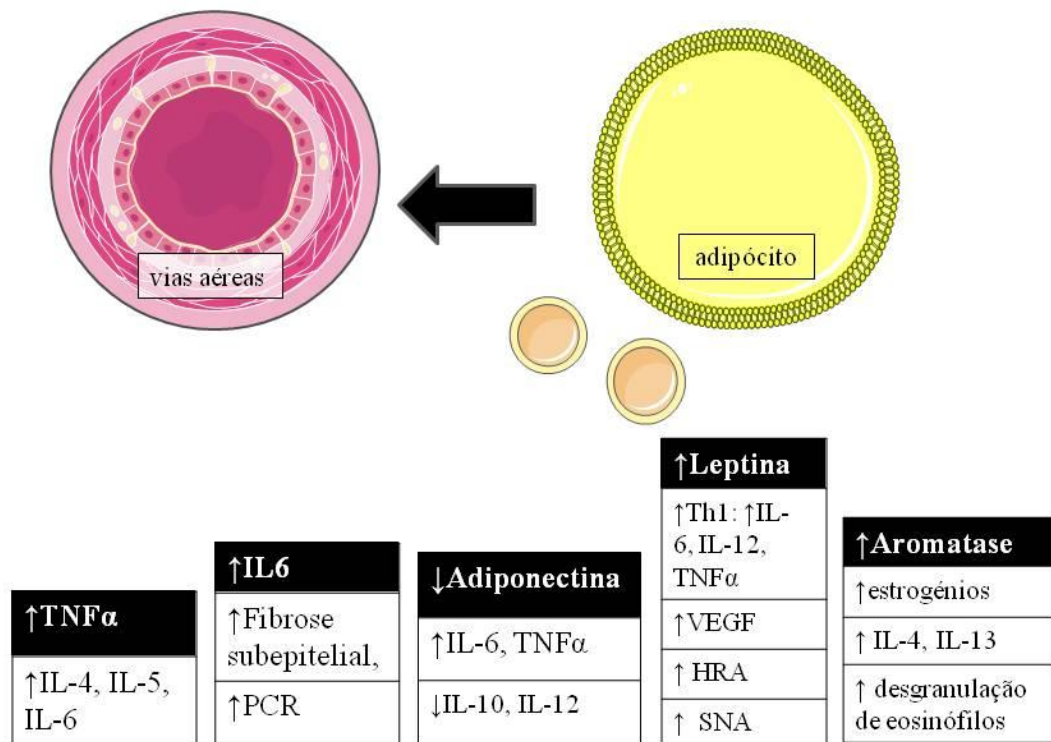 vias aéreas
adipócito
↑TNFα
↑IL-4, IL-5,
IL-6
↑IL6
↑Fibrose
subepitelial,
↑PCR
↓Adiponectina
↑IL-6, TNFα
↓IL-10, IL-12
↑Leptina
↑Th1: ↑IL-
6, IL-12,
TNFα
↑VEGF
↑ HRA
↑ SNA
↑Aromatase
↑estrogénios
↑ IL-4, IL-13
↑ desgranulação
de eosinófilos